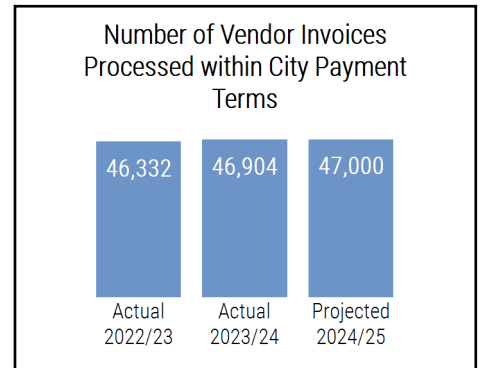 Number of Vendor Invoices
Processed within City Payment
Terms
46,332
46,904
47,000
Actual
2022/23
Actual
2023/24
Projected
2024/25